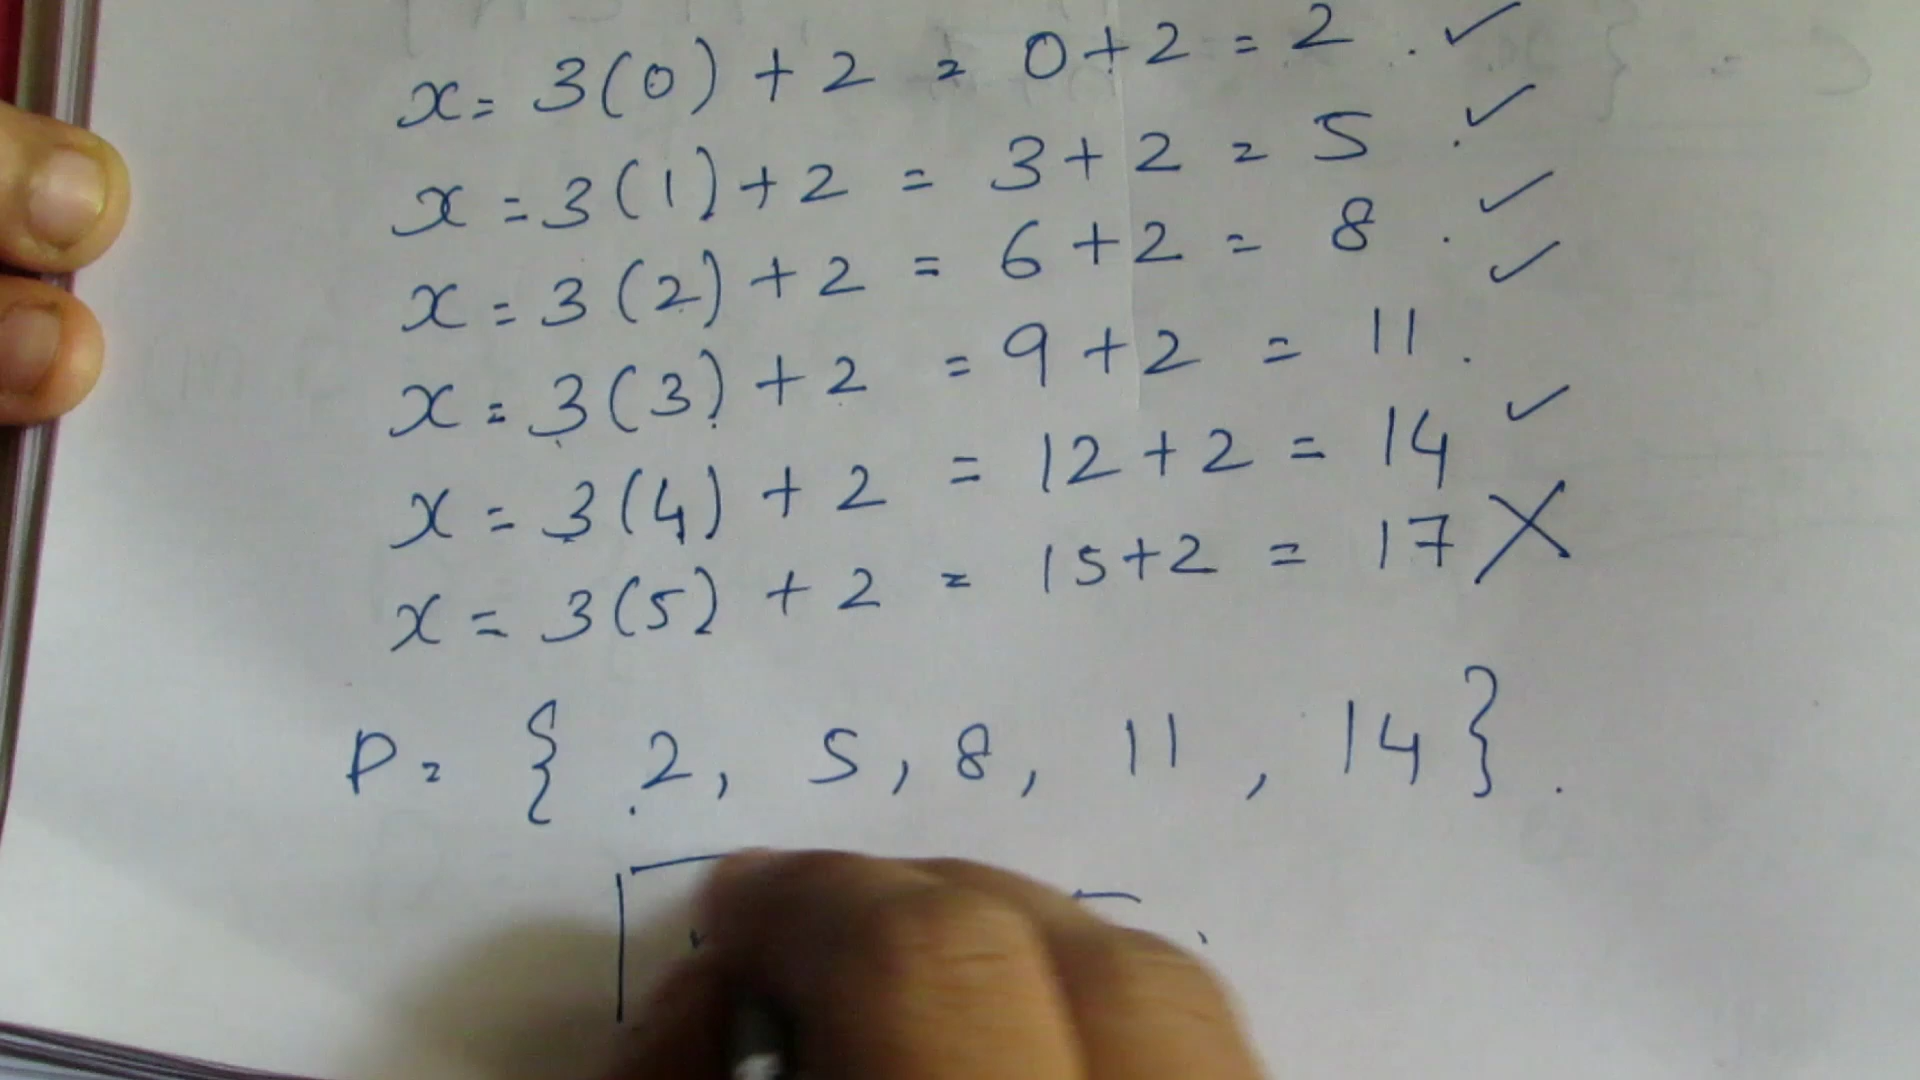 x = 3(0) + 2 = 0+2 = 2 . ✓
x = 3(1) + 2 = 3+2 = 5 . ✓
x = 3(2) + 2 = 6+2 = 8 . ✓
x = 3(3) + 2 = 9+2 = 11 . ✓
x = 3(4) + 2 = 12+2 = 14 ✓
x = 3(5) + 2 = 15+2 = 17 X
P = { 2, 5, 8, 11, 14 } .